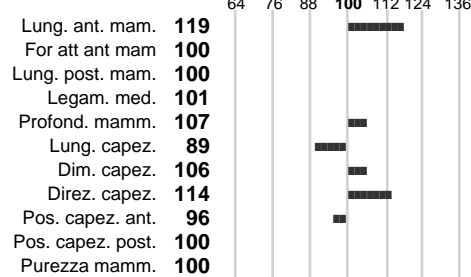 64 76 88 100 112 124 136
Lung. ant. mam. 119
For att ant mam 100
Lung. post. mam. 100
Legam. med. 101
Profond. mamm. 107
Lung. capez. 89
Dim. capez. 106
Direz. capez. 114
Pos. capez. ant. 96
Pos. capez. post. 100
Purezza mamm. 100